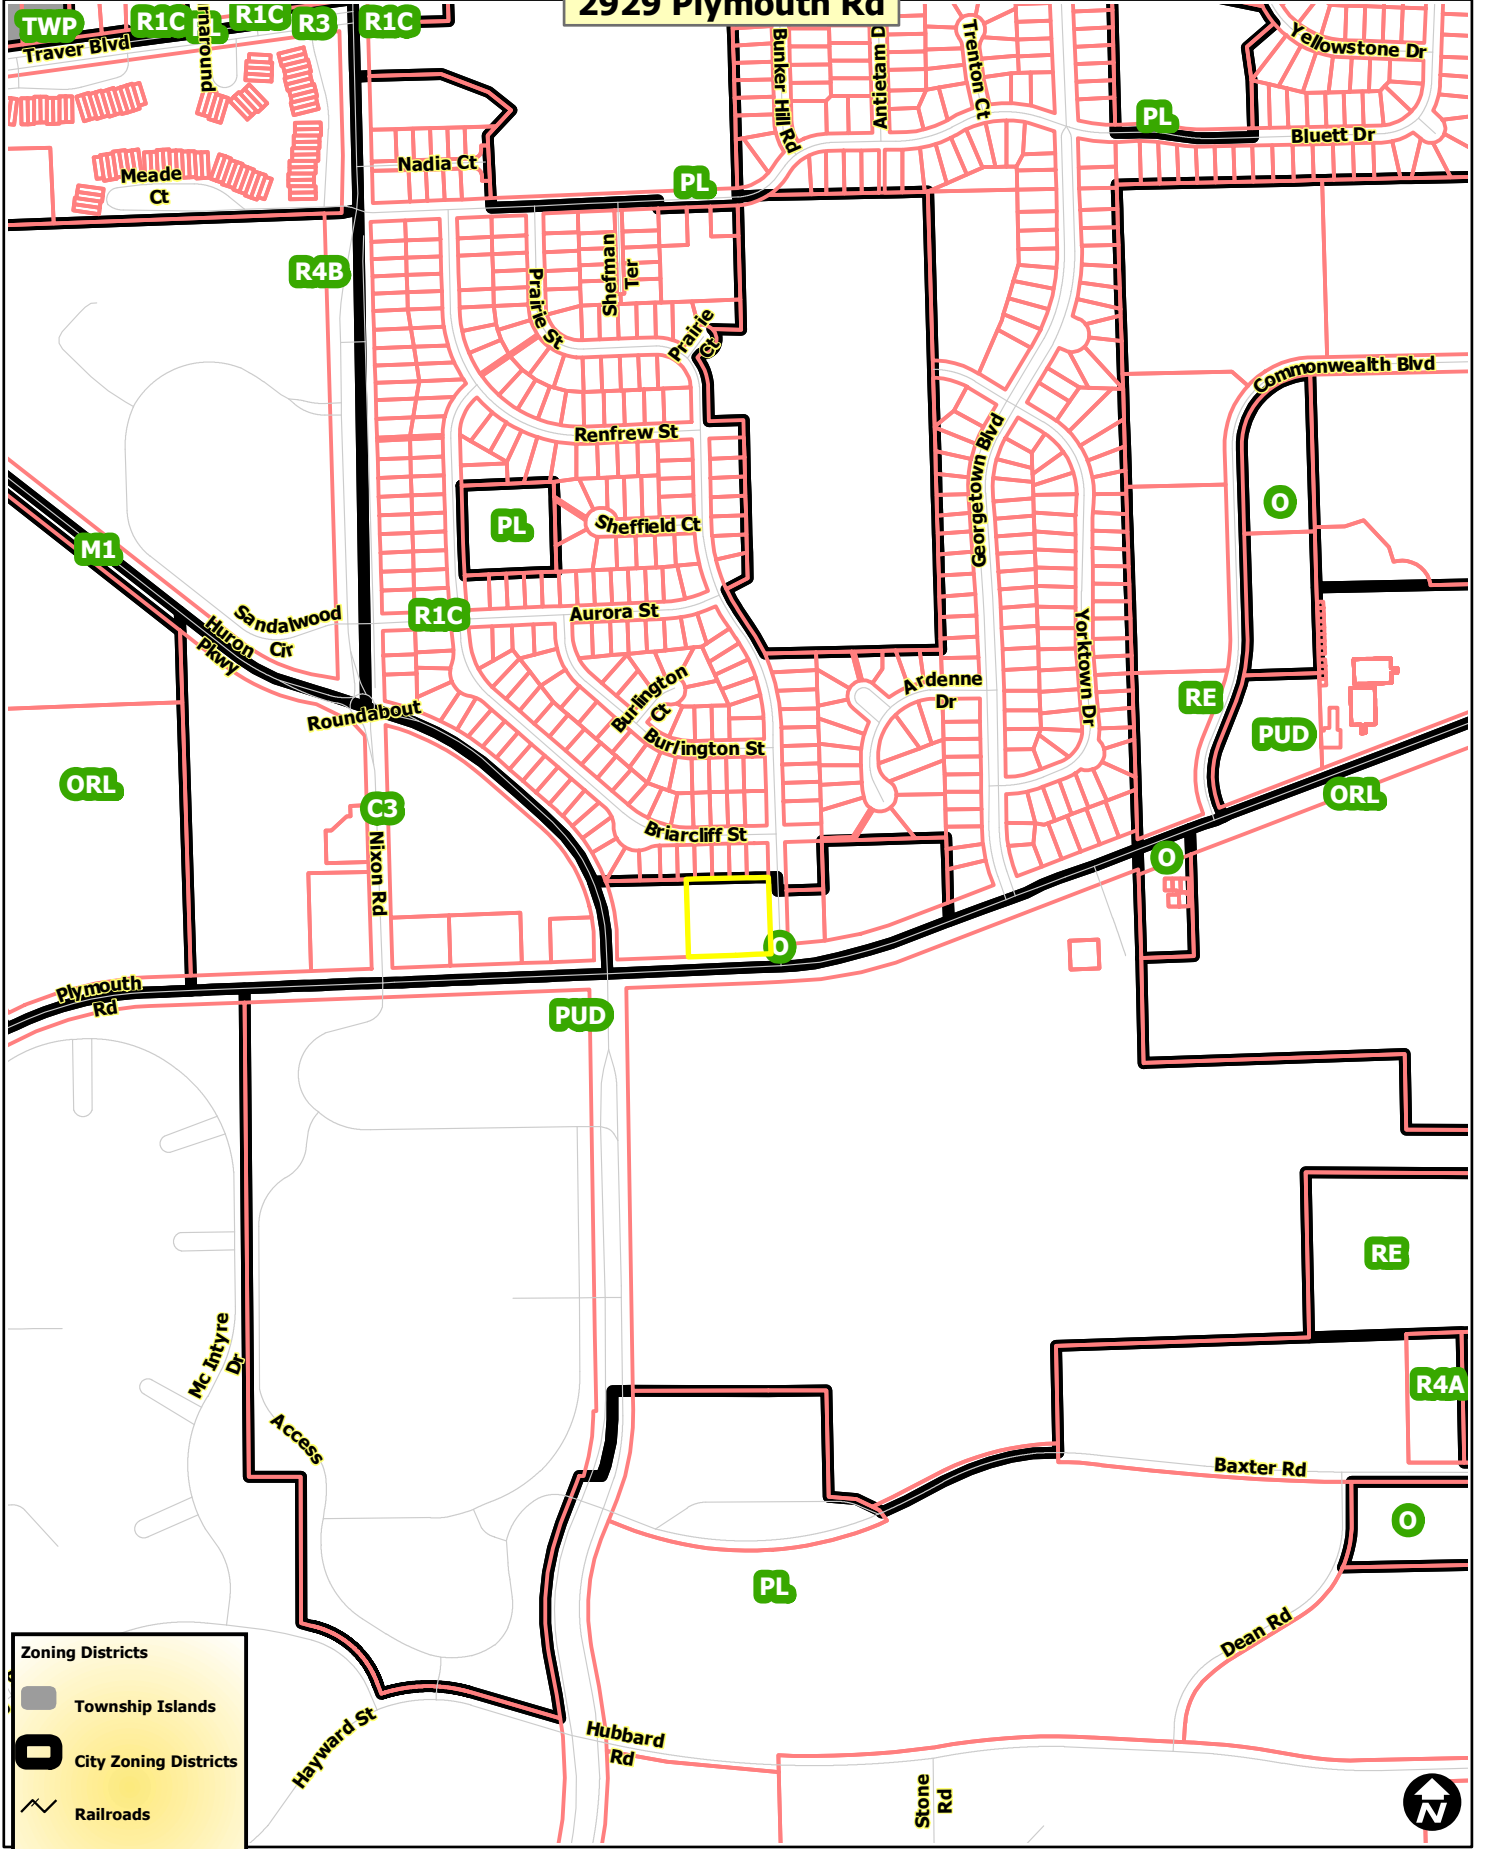 2929 Plymouth Rd
TWP
R1C
R1C
R3
R1C
Traver Blvd
Bunker Hill Rd
Antietam D
Trenton Ct
Yellowstone Dr
PL
Bluett Dr
Nadia Ct
Meade
Ct
PL
R4B
Prairie St
Shefman
Ter
Prairie
Ct
Commonwealth Blvd
Renfrew St
Georgetown Blvd
O
PL
Sheffield Ct
M1
Sandalwood
Cir
Huron
Pkwy
R1C
Aurora St
Yorktown Dr
Burlington
Ct
Ardenne
Dr
RE
Roundabout
Burlington St
PUD
ORL
ORL
C3
Nixon Rd
Briarcliff St
O
O
Plymouth
Rd
PUD
RE
Mc Intyre
Dr
R4A
Access
Baxter Rd
O
PL
Dean Rd
Hayward St
Hubbard
Rd
Stone
Rd
N
Zoning Districts
Township Islands
City Zoning Districts
Railroads